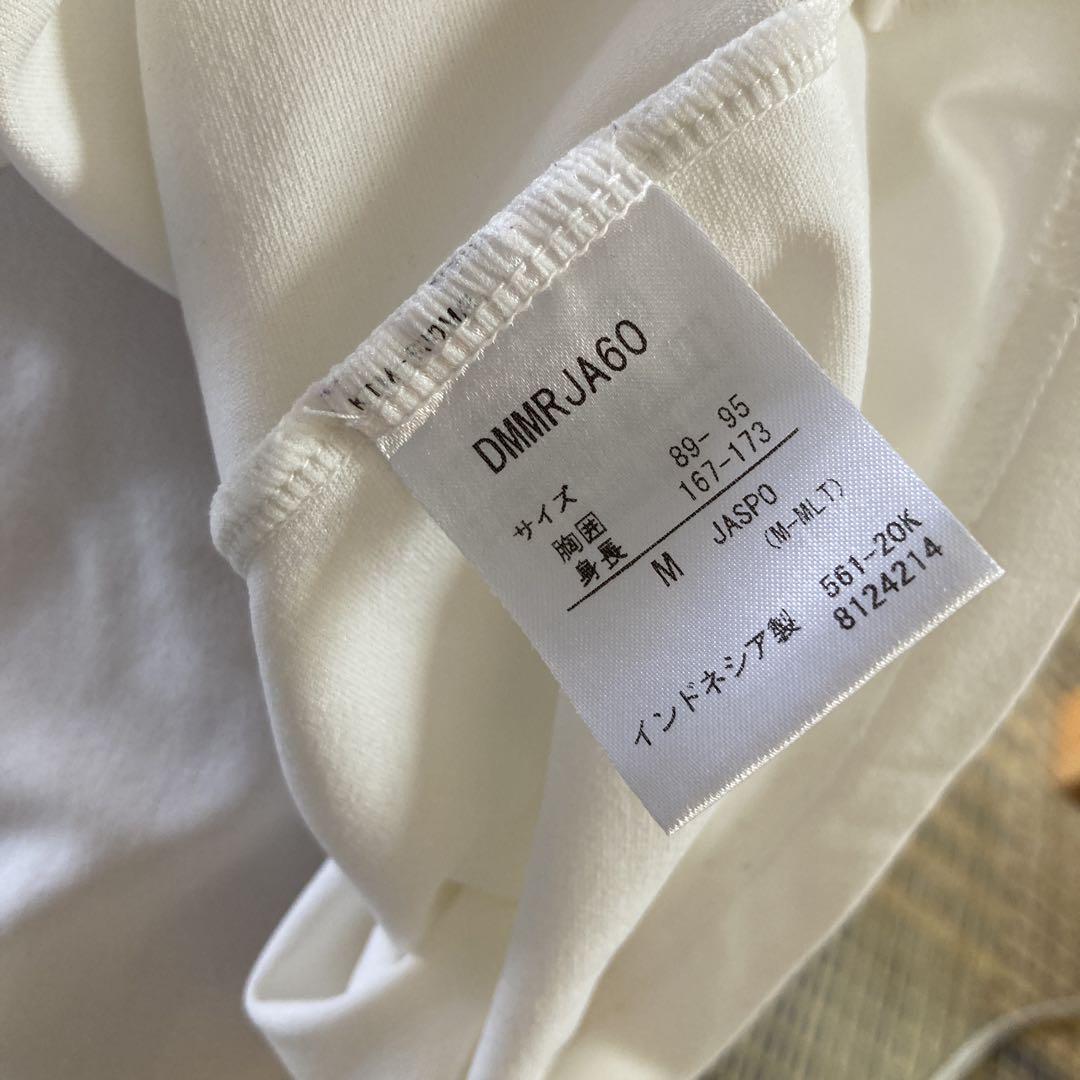 DMMRJA60
サイズ
胸囲 89- 95
身長 167-173
M JASPO
(M-MLT)
インドネシア製 561-20K
8124214